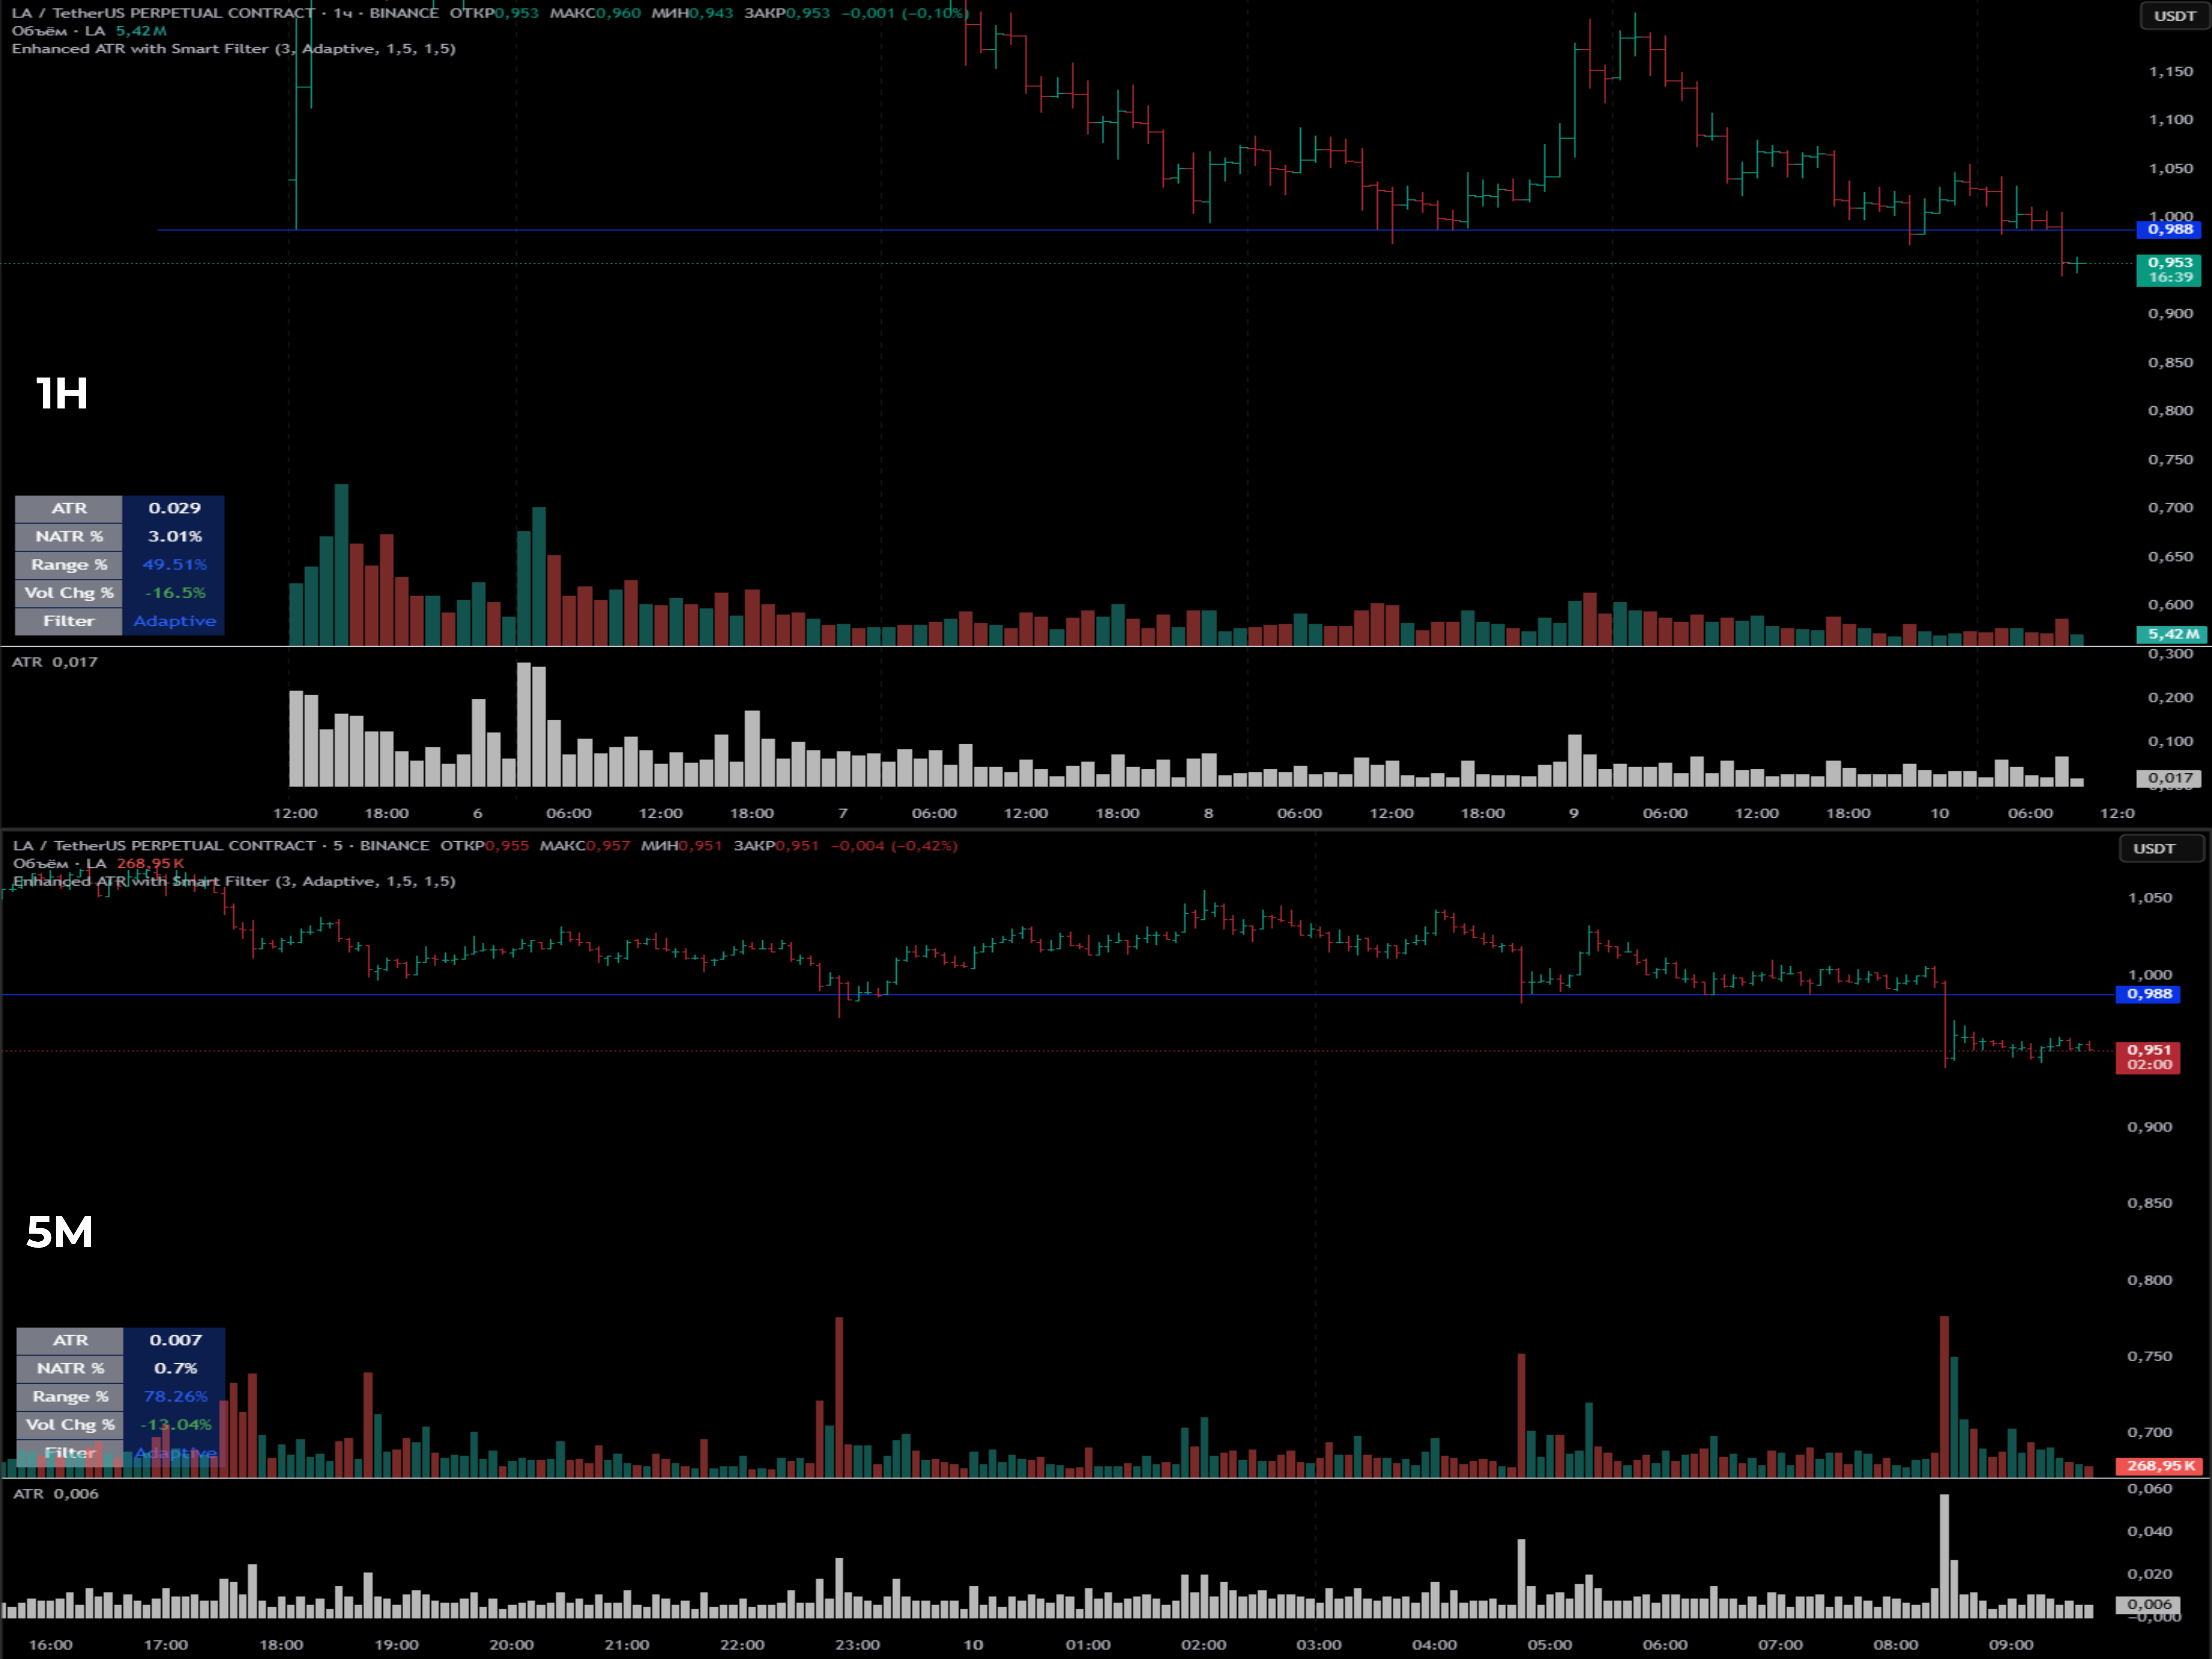 LA / TetherUS PERPETUAL CONTRACT · 1ч · BINANCE ОТКР0,953 МАКС0,960 МИН0,943 ЗАКР0,953 −0,001 (−0,10%)
Объём · LA 5,42 M
Enhanced ATR with Smart Filter (3, Adaptive, 1,5, 1,5)
USDT
1,150
1,100
1,050
1,000
0,988
0,953
16:39
0,900
0,850
0,800
0,750
0,700
0,650
0,600
5,42 M
1H
ATR 0.029
NATR % 3.01%
Range % 49.51%
Vol Chg % -16.5%
Filter Adaptive
ATR 0,017
0,300
0,200
0,100
0,017
12:00 18:00 6 06:00 12:00 18:00 7 06:00 12:00 18:00 8 06:00 12:00 18:00 9 06:00 12:00 18:00 10 06:00 12:0
LA / TetherUS PERPETUAL CONTRACT · 5 · BINANCE ОТКР0,955 МАКС0,957 МИН0,951 ЗАКР0,951 −0,004 (−0,42%)
Объём · LA 268,95 K
Enhanced ATR with Smart Filter (3, Adaptive, 1,5, 1,5)
USDT
1,050
1,000
0,988
0,951
02:00
0,900
0,850
0,800
0,750
0,700
268,95 K
5M
ATR 0.007
NATR % 0.7%
Range % 78.26%
Vol Chg % -13.04%
Filter Adaptive
ATR 0,006
0,060
0,040
0,020
0,006
−0,000
16:00 17:00 18:00 19:00 20:00 21:00 22:00 23:00 10 01:00 02:00 03:00 04:00 05:00 06:00 07:00 08:00 09:00